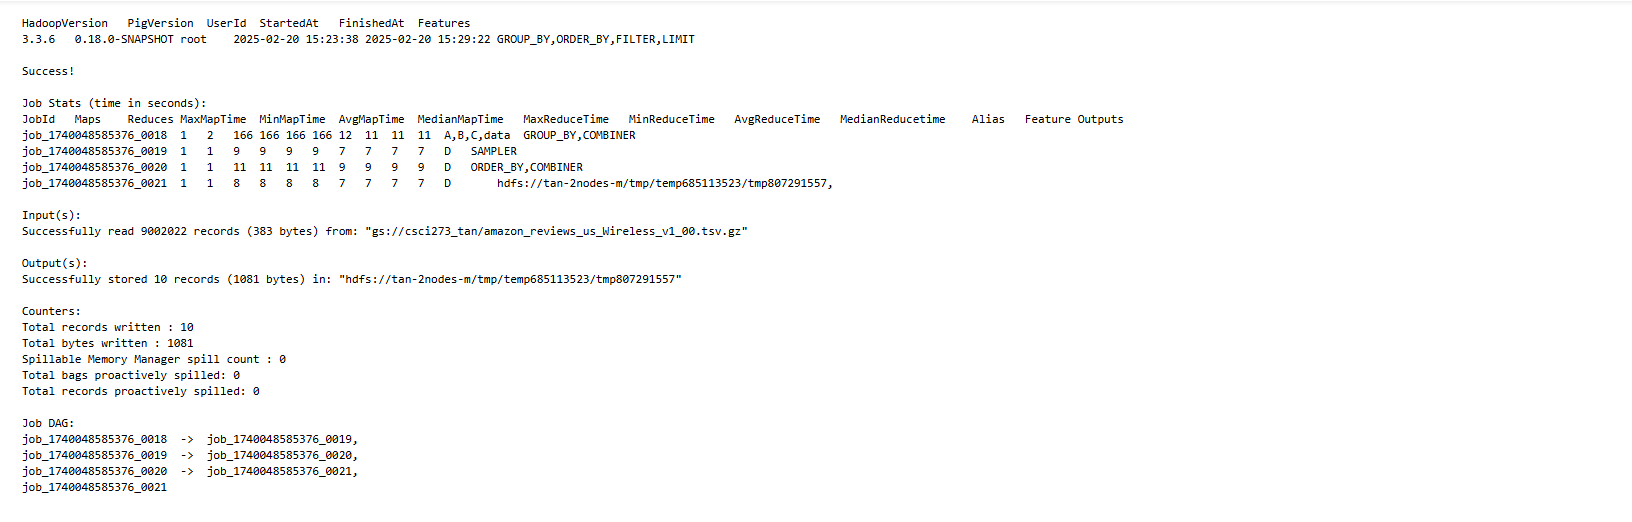 HadoopVersion PigVersion UserId StartedAt FinishedAt Features
3.3.6 0.18.0-SNAPSHOT root 2025-02-20 15:23:38 2025-02-20 15:29:22 GROUP_BY,ORDER_BY,FILTER,LIMIT
Success!
Job Stats (time in seconds):
JobId Maps Reduces MaxMapTime MinMapTime AvgMapTime MedianMapTime MaxReduceTime MinReduceTime AvgReduceTime MedianReducetime Alias Feature Outputs
job_1740048585376_0018 1 2 166 166 166 166 12 11 11 11 A,B,C,data GROUP_BY,COMBINER
job_1740048585376_0019 1 1 9 9 9 9 7 7 7 7 D SAMPLER
job_1740048585376_0020 1 1 11 11 11 11 9 9 9 9 D ORDER_BY,COMBINER
job_1740048585376_0021 1 1 8 8 8 8 7 7 7 7 D hdfs://tan-2nodes-m/tmp/temp685113523/tmp807291557,
Input(s):
Successfully read 9002022 records (383 bytes) from: "gs://csci273_tan/amazon_reviews_us_Wireless_v1_00.tsv.gz"
Output(s):
Successfully stored 10 records (1081 bytes) in: "hdfs://tan-2nodes-m/tmp/temp685113523/tmp807291557"
Counters:
Total records written : 10
Total bytes written : 1081
Spillable Memory Manager spill count : 0
Total bags proactively spilled: 0
Total records proactively spilled: 0
Job DAG:
job_1740048585376_0018 -> job_1740048585376_0019,
job_1740048585376_0019 -> job_1740048585376_0020,
job_1740048585376_0020 -> job_1740048585376_0021,
job_1740048585376_0021